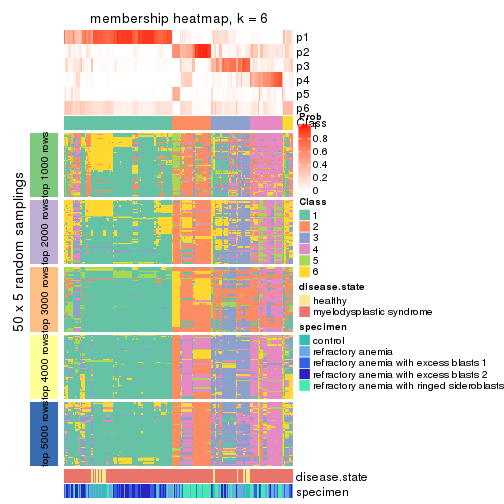 membership heatmap, k = 6
p1
p2
p3
p4
p5
p6
Class
Prob
1
0.8
0.6
0.4
0.2
0
Class
1
2
3
4
5
6
disease.state
healthy
myelodysplastic syndrome
specimen
control
refractory anemia
refractory anemia with excess blasts 1
refractory anemia with excess blasts 2
refractory anemia with ringed sideroblasts
50 x 5 random samplings
top 1000 rows
top 2000 rows
top 3000 rows
top 4000 rows
top 5000 rows
disease.state
specimen